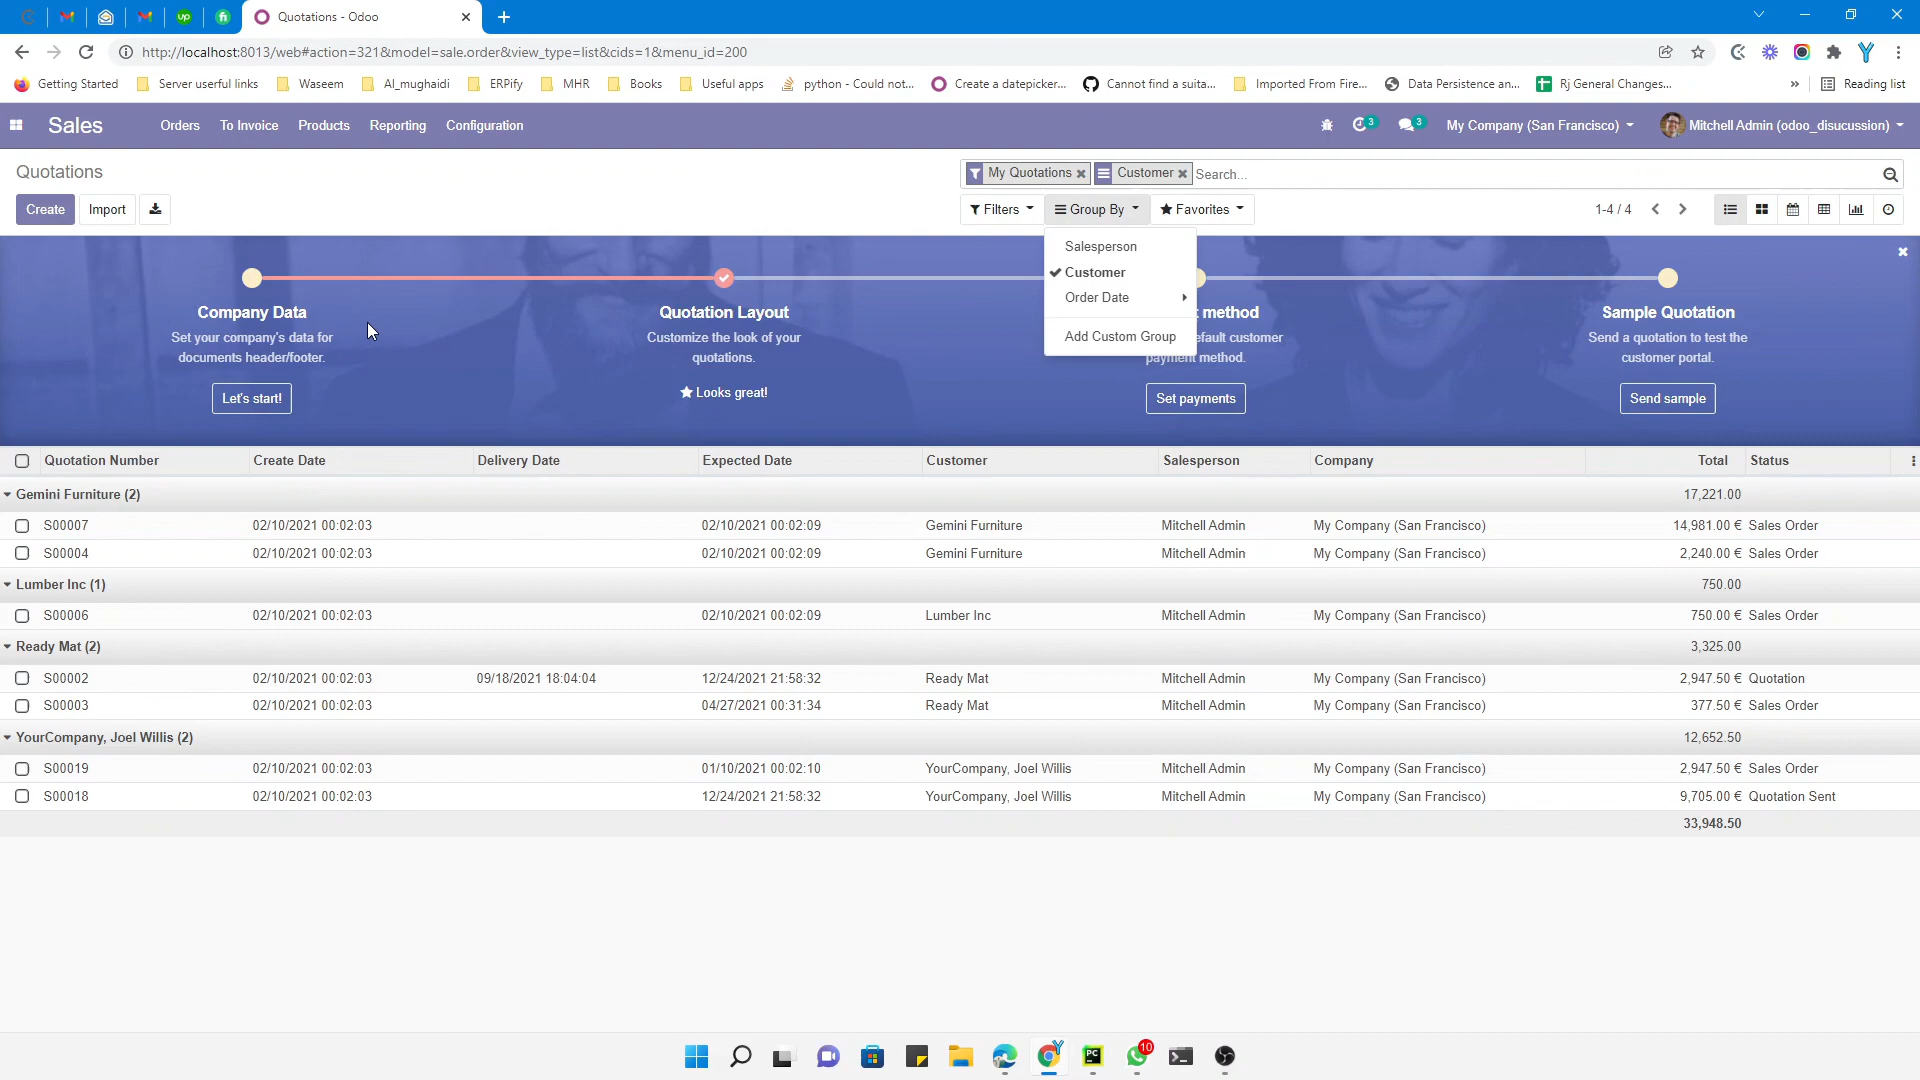 Quotations - Odoo
http://localhost:8013/web#action=321&model=sale.order&view_type=list&cids=1&menu_id=200
Getting Started Server userful links Waseem Al_mughaidi ERPify MHR Books Useful apps python - Could not... Create a datepicker... Cannot find a suita... Imported From Fire... Data Persistence an... Rj General Changes... » Reading list
Sales Orders To Invoice Products Reporting Configuration 3 3 My Company (San Francisco) Mitchell Admin (odoo_disucussion)
Quotations
My Quotations Customer Search...
Create Import
Filters Group By Favorites 1-4 / 4
Salesperson
Customer
Order Date
Add Custom Group
Company Data
Set your company's data for
documents header/footer.
Let's start!
Quotation Layout
Customize the look of your
quotations.
Looks great!
method
efault customer
payment method.
Set payments
Sample Quotation
Send a quotation to test the
customer portal.
Send sample
Quotation Number Create Date Delivery Date Expected Date Customer Salesperson Company Total Status
Gemini Furniture (2) 17,221.00
S00007 02/10/2021 00:02:03 02/10/2021 00:02:09 Gemini Furniture Mitchell Admin My Company (San Francisco) 14,981.00 € Sales Order
S00004 02/10/2021 00:02:03 02/10/2021 00:02:09 Gemini Furniture Mitchell Admin My Company (San Francisco) 2,240.00 € Sales Order
Lumber Inc (1) 750.00
S00006 02/10/2021 00:02:03 02/10/2021 00:02:09 Lumber Inc Mitchell Admin My Company (San Francisco) 750.00 € Sales Order
Ready Mat (2) 3,325.00
S00002 02/10/2021 00:02:03 09/18/2021 18:04:04 12/24/2021 21:58:32 Ready Mat Mitchell Admin My Company (San Francisco) 2,947.50 € Quotation
S00003 02/10/2021 00:02:03 04/27/2021 00:31:34 Ready Mat Mitchell Admin My Company (San Francisco) 377.50 € Sales Order
YourCompany, Joel Willis (2) 12,652.50
S00019 02/10/2021 00:02:03 01/10/2021 00:02:10 YourCompany, Joel Willis Mitchell Admin My Company (San Francisco) 2,947.50 € Sales Order
S00018 02/10/2021 00:02:03 12/24/2021 21:58:32 YourCompany, Joel Willis Mitchell Admin My Company (San Francisco) 9,705.00 € Quotation Sent
33,948.50
PC 10